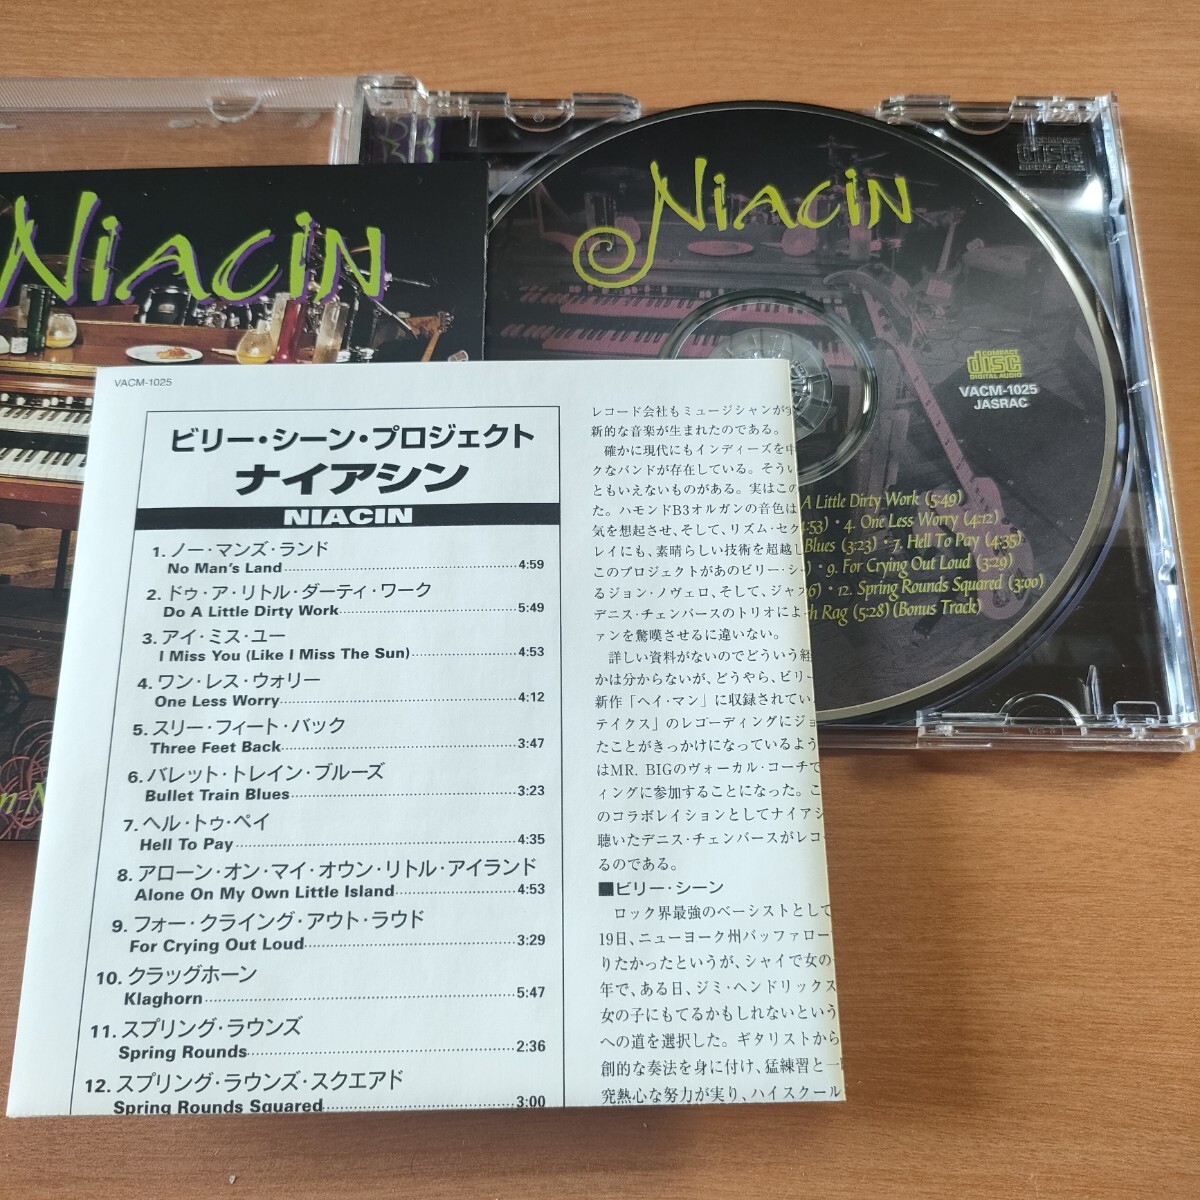 NIACIN
VACM-1025
ビリー・シーン・プロジェクト
ナイアシン
NIACIN
1. ノー・マンズ・ランド
No Man's Land 4:59
2. ドゥ・ア・リトル・ダーティ・ワーク
Do A Little Dirty Work 5:49
3. アイ・ミス・ユー
I Miss You (Like I Miss The Sun) 4:53
4. ワン・レス・ウォリー
One Less Worry 4:12
5. スリー・フィート・バック
Three Feet Back 3:47
6. バレット・トレイン・ブルーズ
Bullet Train Blues 3:23
7. ヘル・トゥ・ペイ
Hell To Pay 4:35
8. アローン・オン・マイ・オウン・リトル・アイランド
Alone On My Own Little Island 4:53
9. フォー・クライング・アウト・ラウド
For Crying Out Loud 3:29
10. クラッグホーン
Klaghorn 5:47
11. スプリング・ラウンズ
Spring Rounds 2:36
12. スプリング・ラウンズ・スクエアド
Spring Rounds Squared 3:00
レコード会社もミュージシャンが
新的な音楽が生まれたのである。
確かに現代にもインディーズを
クなバンドが存在している。そうい
ともいえないものがある。実はこの
た。ハモンドB3オルガンの音色は
気を想起させ、そして、リズム・セク
レイにも、素晴らしい技術を超越し
このプロジェクトがあのビリー・シー
るジョン・ノヴェロ、そして、ジャズ
デニス・チェンバースのトリオによ
ァンを驚嘆させるに違いない。
詳しい資料がないのでどういう経
かは分からないが、どうやら、ビリー
新作「ヘイ・マン」に収録されてい
テイクス」のレコーディングにジョ
たことがきっかけになっているよう
はMR. BIGのヴォーカル・コーチで
ィングに参加することになった。こ
のコラボレイションとしてナイアシ
聴いたデニス・チェンバースがレコー
るのである。
■ビリー・シーン
ロック界最強のベーシストとして
19日、ニューヨーク州バッファロー
りたかったというが、シャイで女の
年で、ある日、ジミ・ヘンドリックス
女の子にもてるかもしれないという
への道を選択した。ギタリストから
創的な奏法を身に付け、猛練習と一
究熱心な努力が実り、ハイスクール
NIACIN
COMPACT
disc
DIGITAL AUDIO
VACM-1025
JASRAC
A Little Dirty Work (5:49)
4:53) • 4. One Less Worry (4:12)
Blues (3:23) • 7. Hell To Pay (4:35)
• 9. For Crying Out Loud (3:29)
• 12. Spring Rounds Squared (3:00)
Rag (5:28) (Bonus Track)